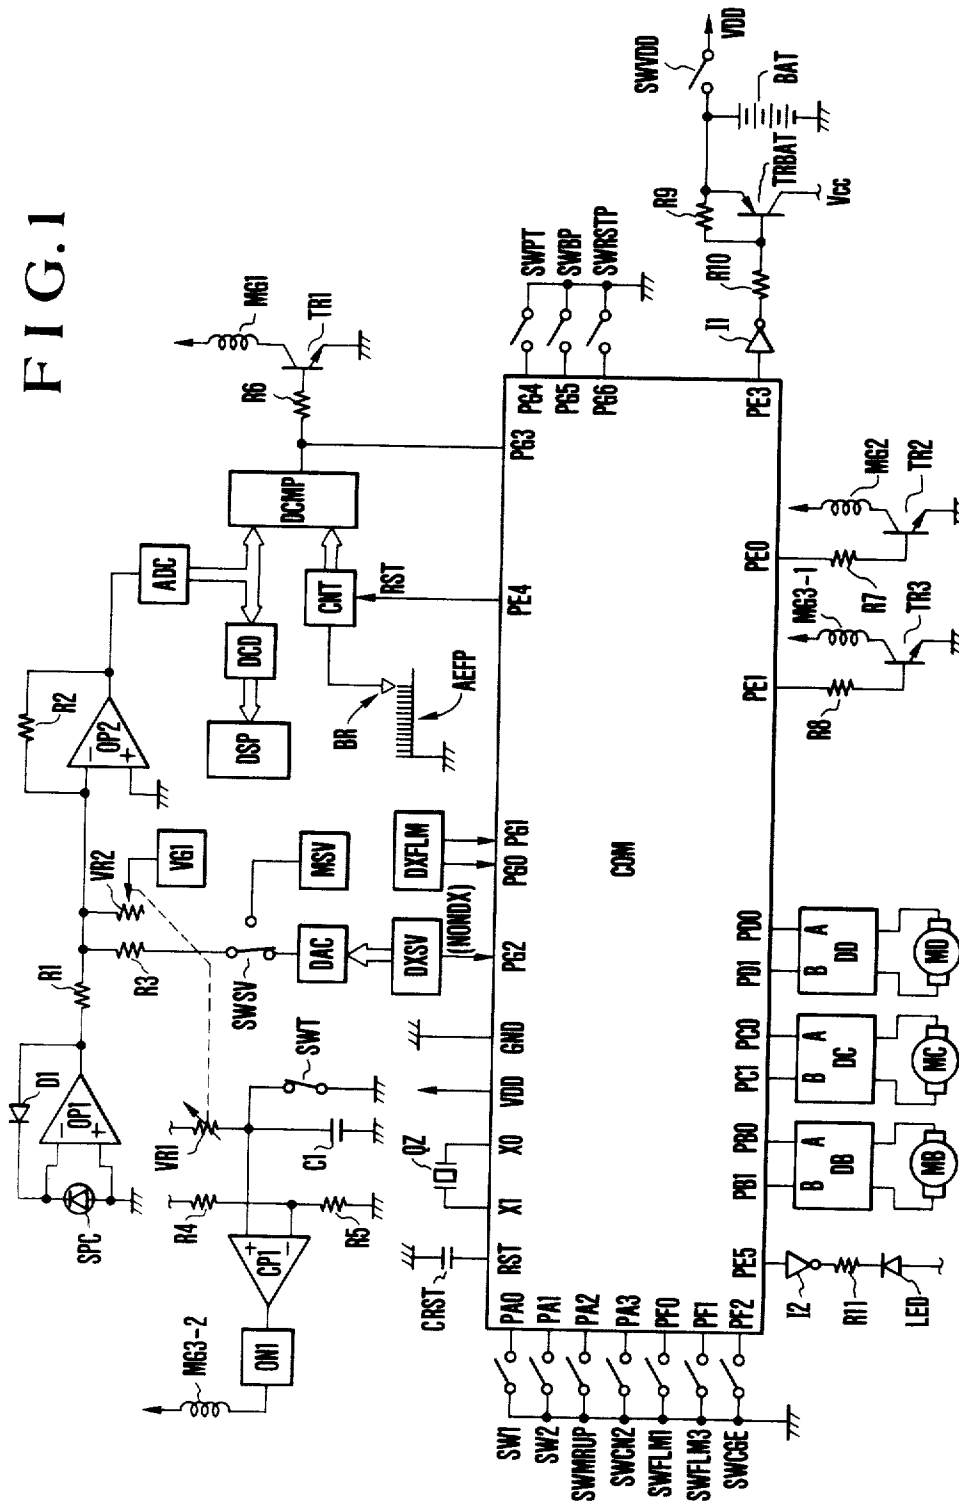 FIG.1
SPC
D1
OP1
−
+
R1
R2
OP2
−
+
VR2
VG1
R3
SWSV
MSV
DAC
DXSV
(NONDX)
DXFLM
ADC
DCD
DSP
DCMP
CNT
RST
BR
AEFP
R6
MG1
TR1
MG3-2
ON1
CP1
+
−
R4
R5
VR1
C1
SWT
CRST
QZ
RST
X1
X0
VDD
GND
PG2
PG0
PG1
PE4
PG3
PG4
PG5
PG6
SWPT
SWBP
SWRSTP
COM
PA0
PA1
PA2
PA3
PF0
PF1
PF2
SW1
SW2
SWMRUP
SWCN2
SWFLM1
SWFLM3
SWCGE
PE5
PB1
PB0
PC1
PC0
PD1
PD0
PE1
PE0
PE3
I2
R11
LED
B
A
DB
MB
B
A
DC
MC
B
A
DD
MD
R8
MG3-1
TR3
R7
MG2
TR2
I1
R10
R9
TRBAT
Vcc
BAT
SWVDD
VDD